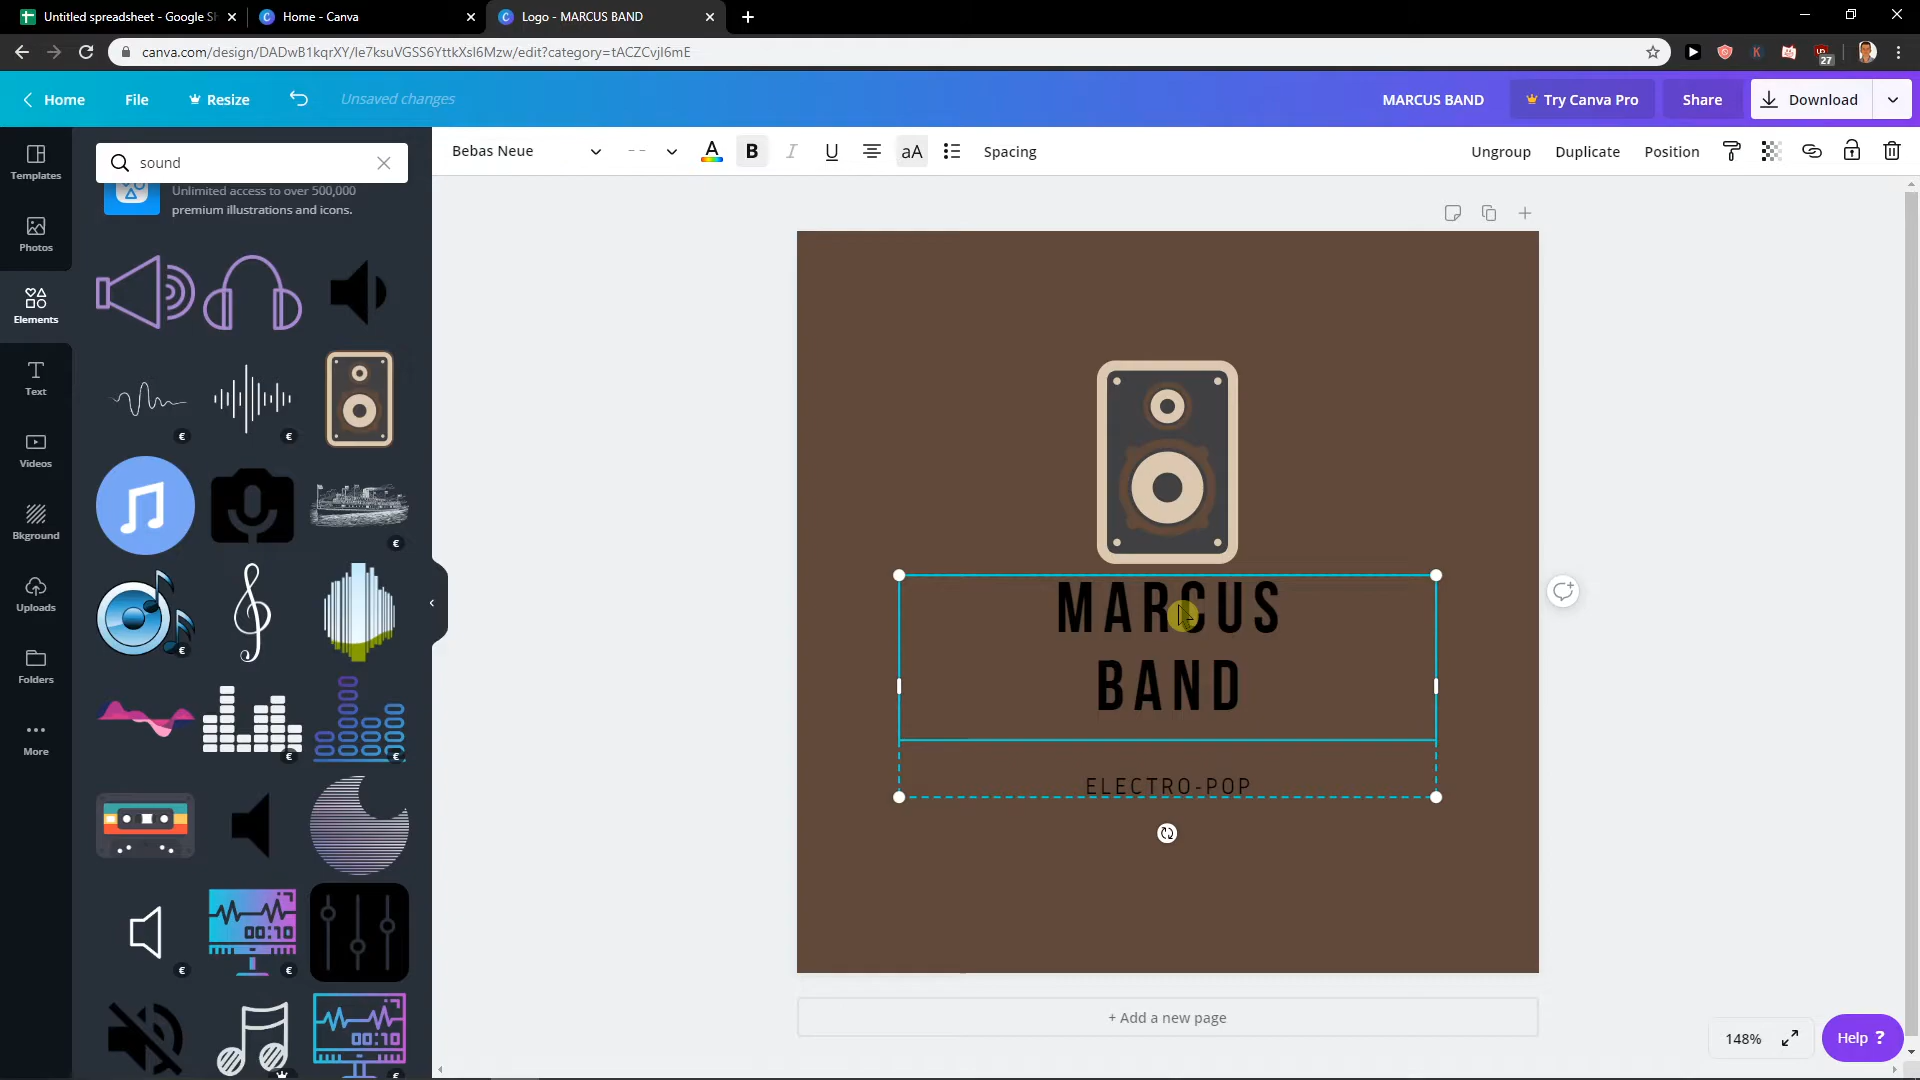 Untitled spreadsheet - Google Sh
Home - Canva
Logo - MARCUS BAND
canva.com/design/DADwB1kqrXY/Ie7ksuVGSS6YttkXsI6Mzw/edit?category=tACZCvjI6mE
27
Home
File
Resize
Unsaved changes
MARCUS BAND
Try Canva Pro
Share
Download
Templates
Photos
Elements
Text
Videos
Bkground
Uploads
Folders
More
sound
Unlimited access to over 500,000
premium illustrations and icons.
00:10
00:10
Bebas Neue
- -
B
I
U
aA
Spacing
Ungroup
Duplicate
Position
MARCUS
BAND
ELECTRO-POP
+ Add a new page
148%
Help ?